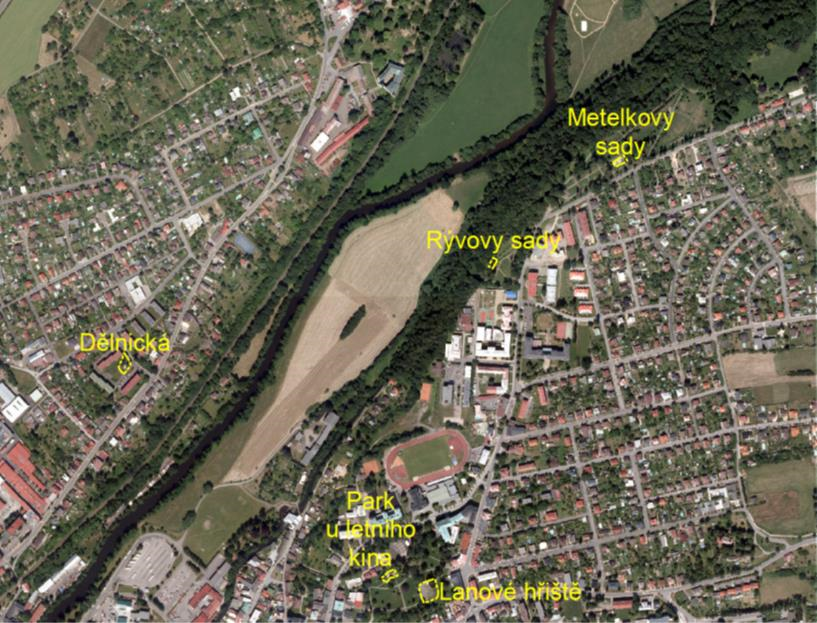 Metelkovy
sady
Rývovy sady
Dělnická
Park
u letního
kina
Lanové hřiště